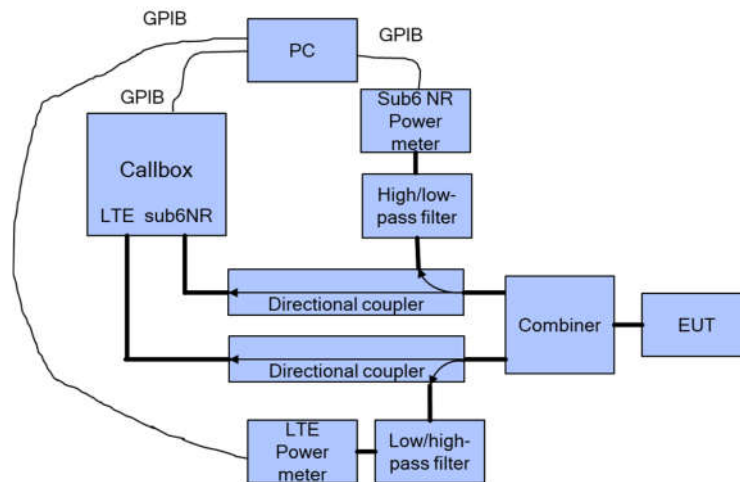 GPIB
PC
GPIB
GPIB
Sub6 NR
Power
meter
Callbox
LTE sub6NR
High/low-
pass filter
Directional coupler
Combiner
EUT
Directional coupler
LTE
Power
meter
Low/high-
pass filter